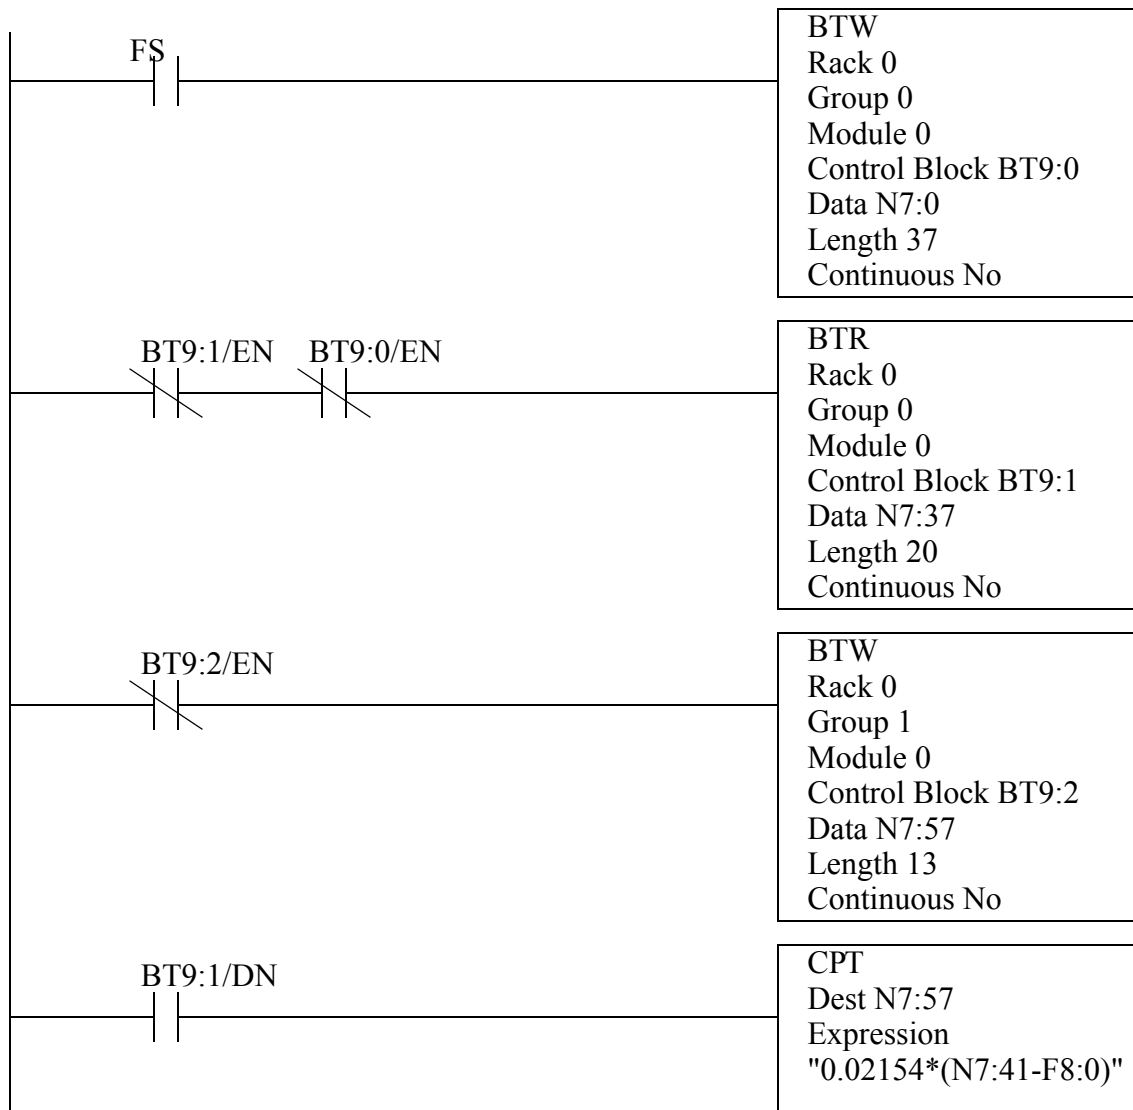 FS
BTW
Rack 0
Group 0
Module 0
Control Block BT9:0
Data N7:0
Length 37
Continuous No
BT9:1/EN
BT9:0/EN
BTR
Rack 0
Group 0
Module 0
Control Block BT9:1
Data N7:37
Length 20
Continuous No
BT9:2/EN
BTW
Rack 0
Group 1
Module 0
Control Block BT9:2
Data N7:57
Length 13
Continuous No
BT9:1/DN
CPT
Dest N7:57
Expression
"0.02154*(N7:41-F8:0)"